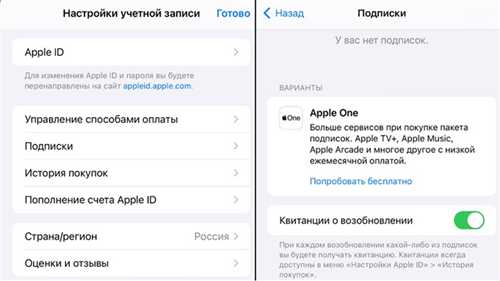 Настройки учетной записи Готово
Apple ID
Для изменения Apple ID и пароля вы будете
перенаправлены на сайт appleid.apple.com.
Управление способами оплаты
Подписки
История покупок
Пополнение счета Apple ID
Страна/регион Россия
Оценки и отзывы
Назад Подписки
У вас нет подписок.
ВАРИАНТЫ
One
Apple One
Больше сервисов при покупке пакета
подписок. Apple TV+, Apple Music,
Apple Arcade и многое другое с низкой
ежемесячной оплатой.
Попробовать бесплатно
Квитанции о возобновлении
При каждом возобновлении какой-либо из подписок
вы будете получать квитанцию. Квитанции всегда
доступны в меню «Настройки Apple ID» > «История
покупок».